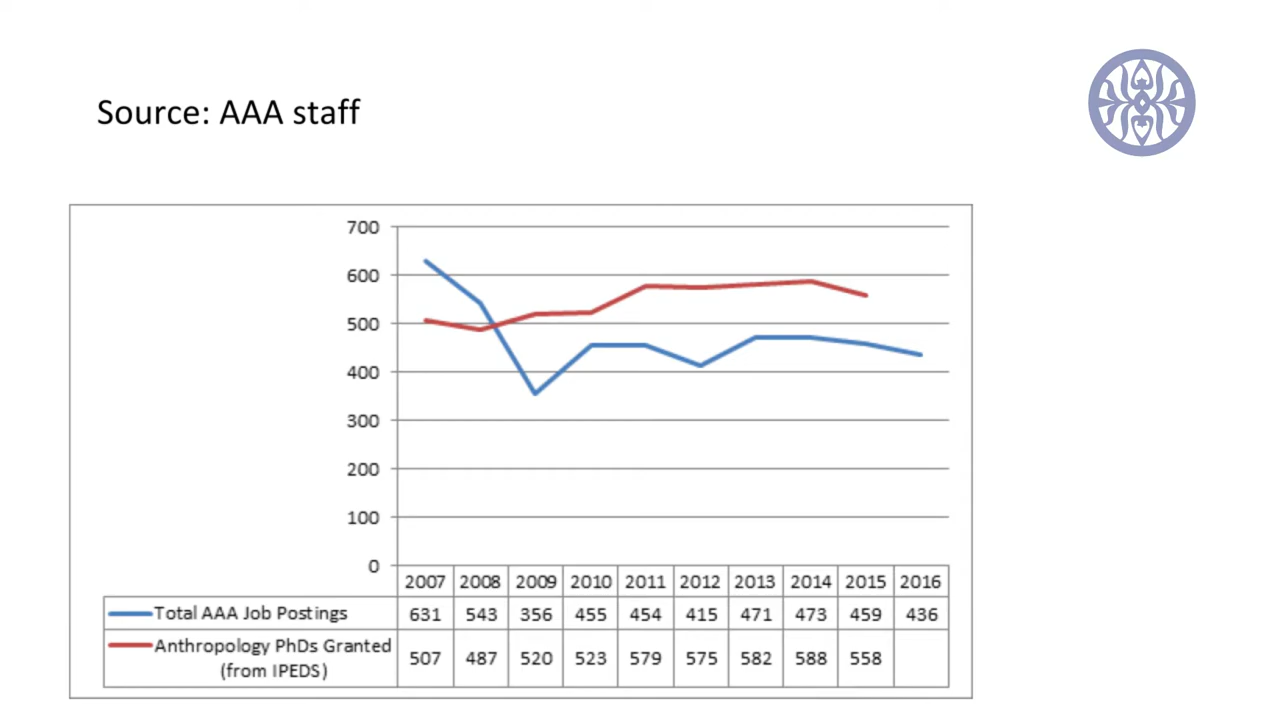 Source: AAA staff
700
600
500
400
300
200
100
0
2007 2008 2009 2010 2011 2012 2013 2014 2015 2016
Total AAA Job Postings 631 543 356 455 454 415 471 473 459 436
Anthropology PhDs Granted
(from IPEDS) 507 487 520 523 579 575 582 588 558